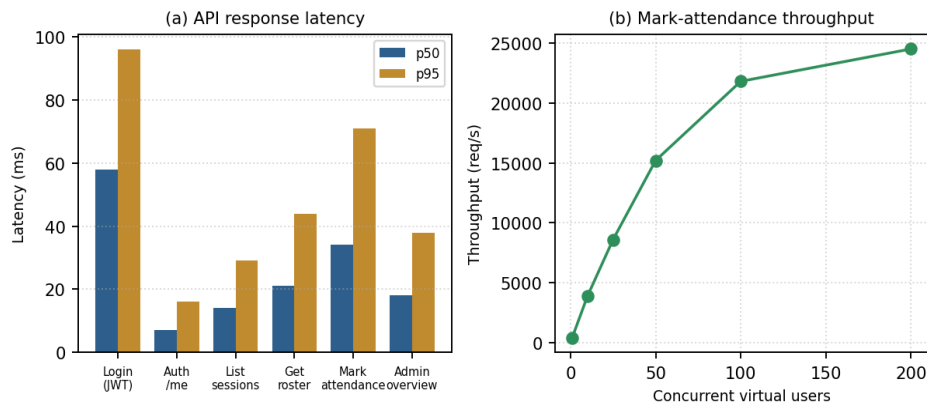 (a) API response latency
100
80
60
40
20
0
Latency (ms)
p50
p95
Login
(JWT)
Auth
/me
List
sessions
Get
roster
Mark
attendance
Admin
overview
(b) Mark-attendance throughput
25000
20000
15000
10000
5000
0
Throughput (req/s)
0 50 100 150 200
Concurrent virtual users